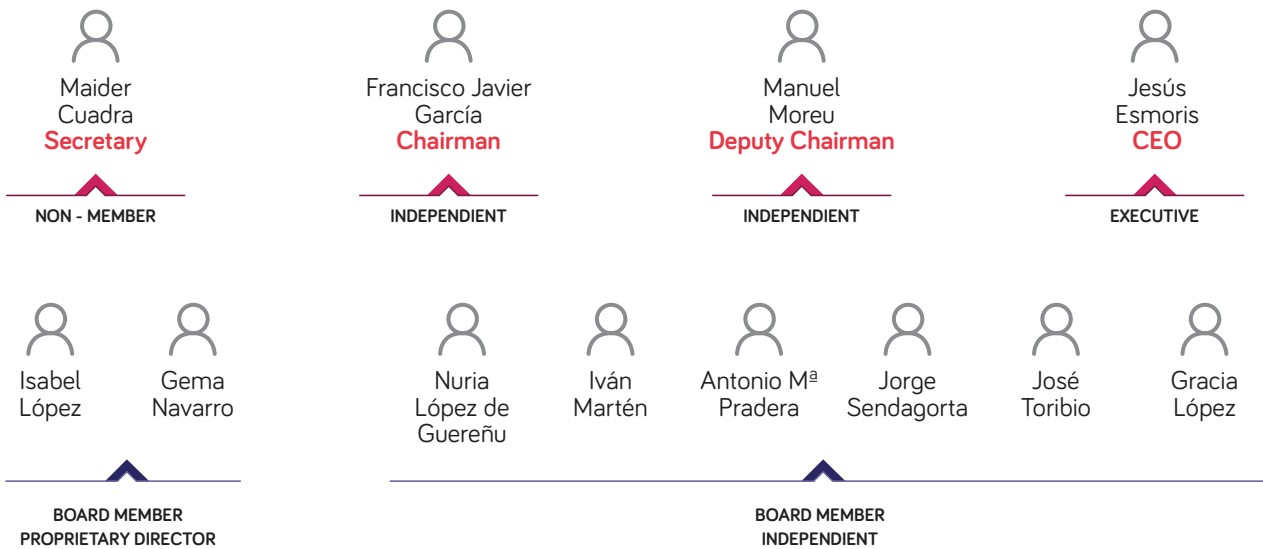 Maider
Cuadra
Secretary
NON - MEMBER
Francisco Javier
García
Chairman
INDEPENDIENT
Manuel
Moreu
Deputy Chairman
INDEPENDIENT
Jesús
Esmoris
CEO
EXECUTIVE
Isabel
López
Gema
Navarro
BOARD MEMBER
PROPRIETARY DIRECTOR
Nuria
López de
Guereñu
Iván
Martén
Antonio Mª
Pradera
Jorge
Sendagorta
José
Toribio
Gracia
López
BOARD MEMBER
INDEPENDIENT